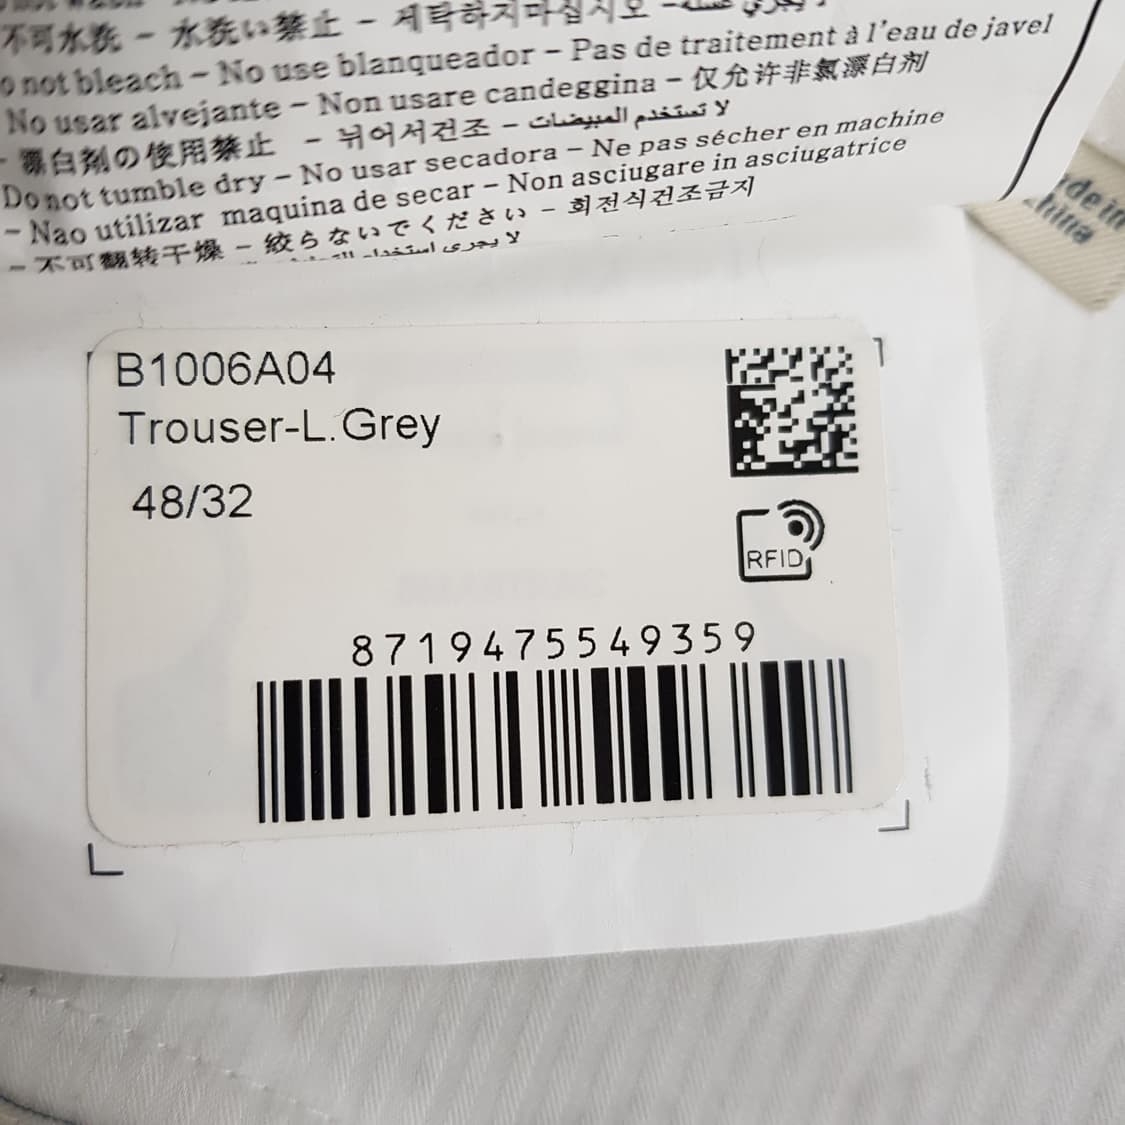 不可水洗 - 水洗い禁止 - 세탁하지마십시오 -
o not bleach - No use blanqueador - Pas de traitement à l'eau de javel
No usar alvejante - Non usare candeggina - 仅允许非氯漂白剂
- 漂白剤の使用禁止 - 뉘어서건조 - لا تستخدم المبيضات
Do not tumble dry - No usar secadora - Ne pas sécher en machine
- Nao utilizar maquina de secar - Non asciugare in asciugatrice
- 不可翻转干燥 - 絞らないでください - 회전식건조금지
de in
china
B1006A04
Trouser-L.Grey
48/32
RFID
8719475549359